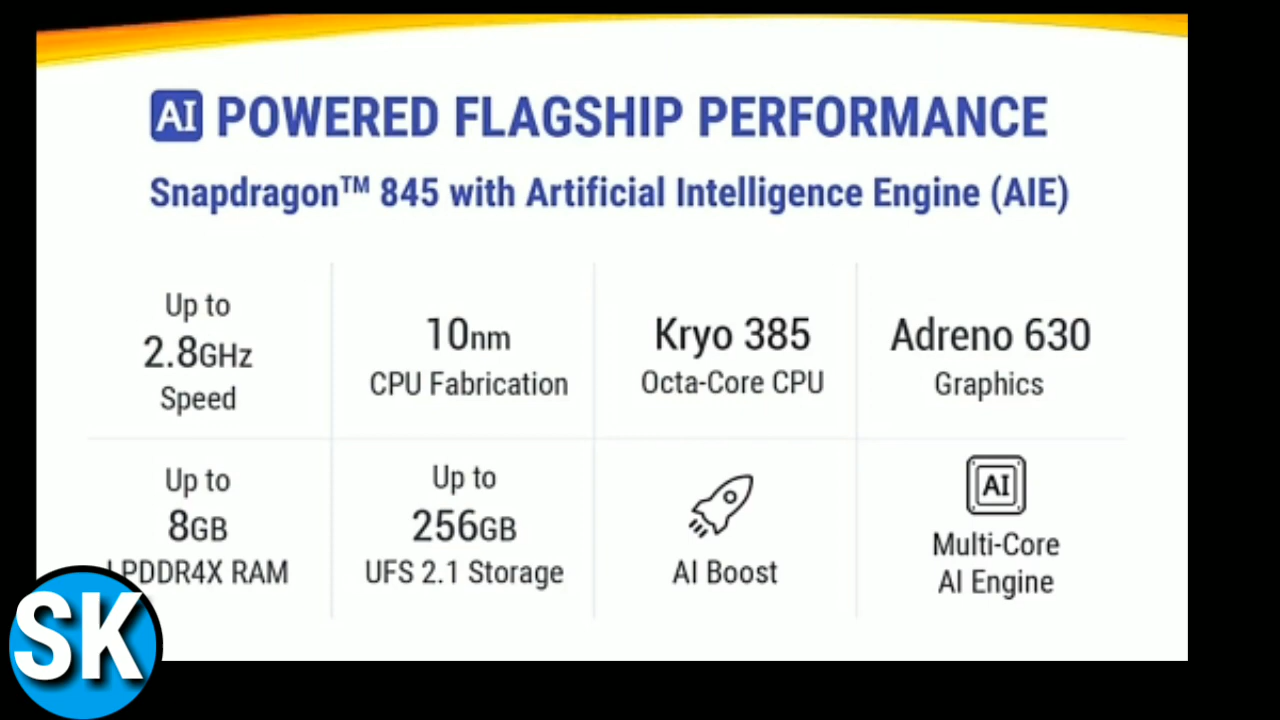 AI POWERED FLAGSHIP PERFORMANCE
Snapdragon™ 845 with Artificial Intelligence Engine (AIE)
Up to
2.8GHz
Speed
10nm
CPU Fabrication
Kryo 385
Octa-Core CPU
Adreno 630
Graphics
Up to
8GB
LPDDR4X RAM
Up to
256GB
UFS 2.1 Storage
AI Boost
AI
Multi-Core
AI Engine
SK